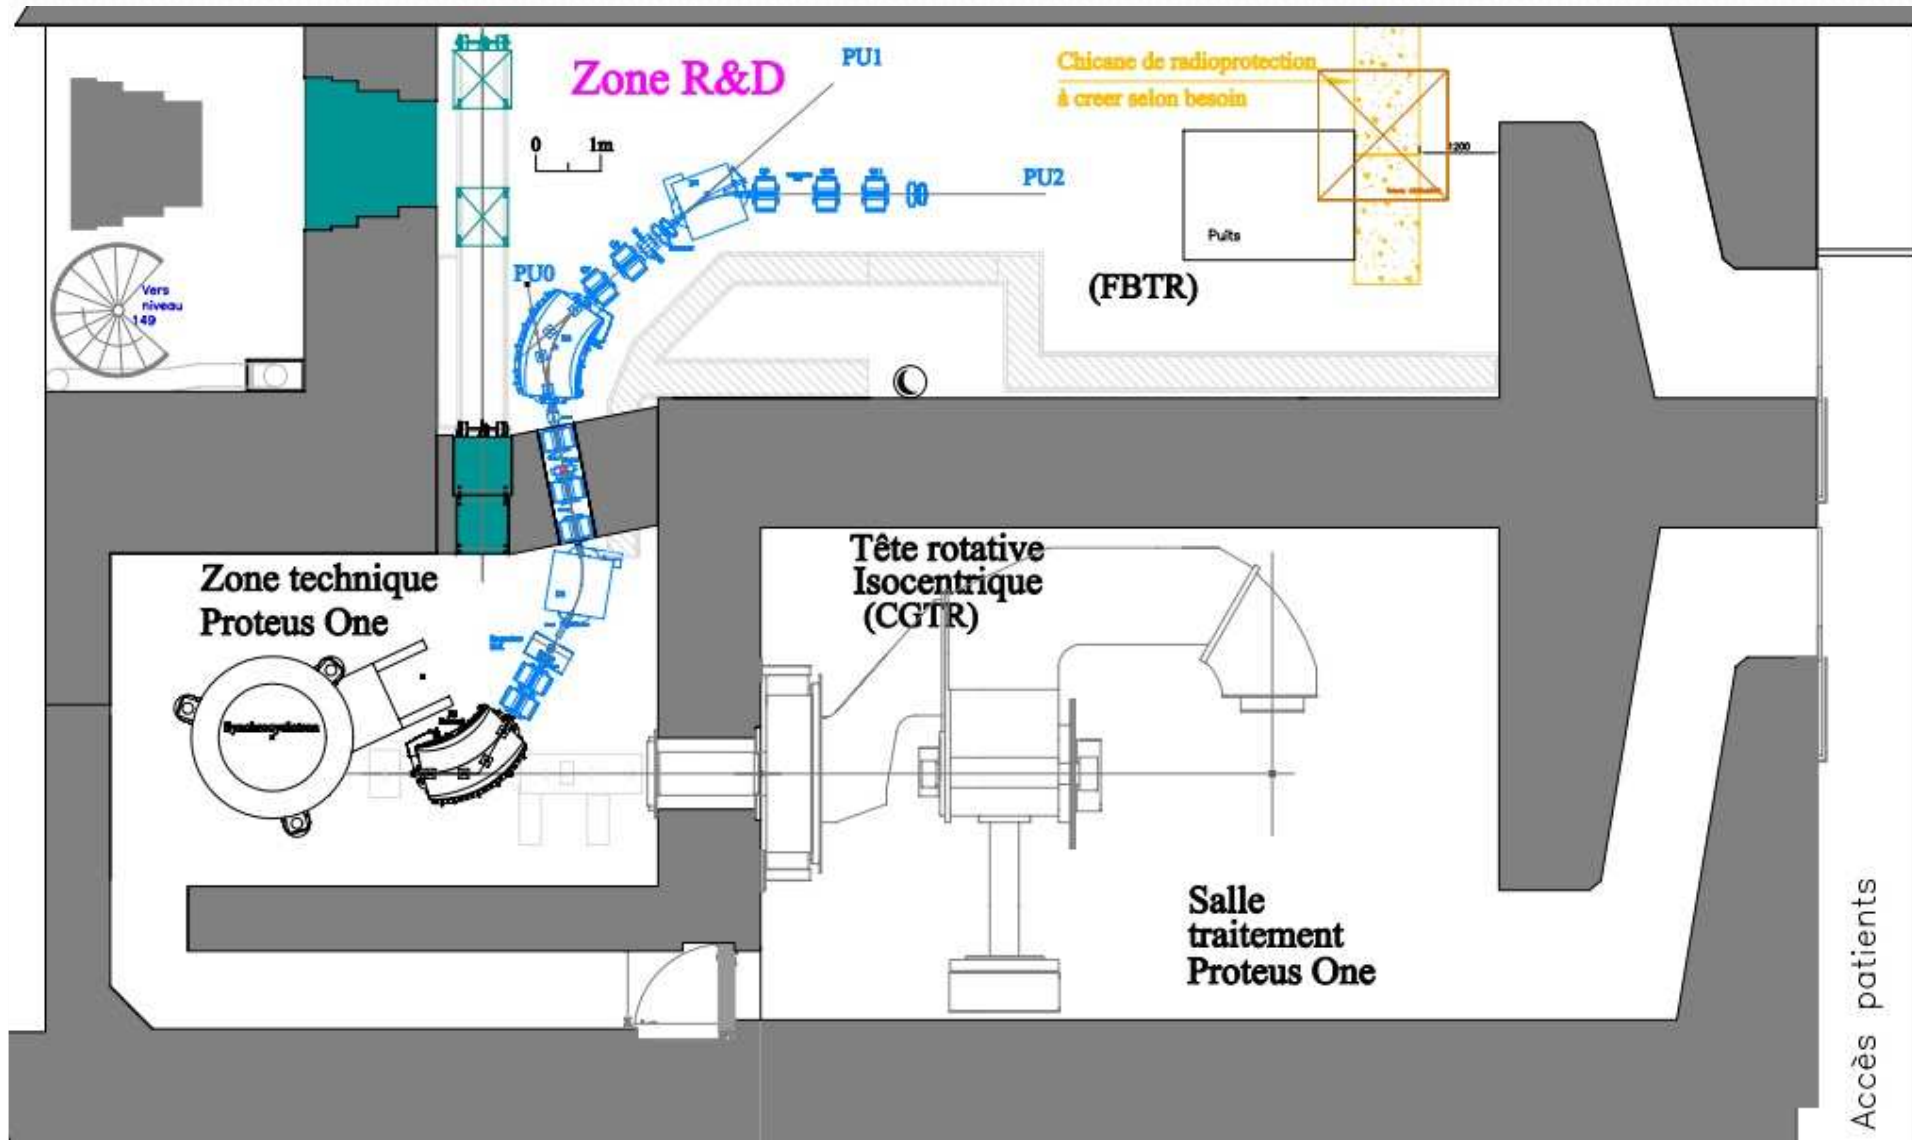 Zone R&D
PU1
Chicane de radioprotection
à creer selon besoin
0 1m
1200
PU2
Puits
PU0
(FBTR)
Vers
niveau
149
Tête rotative
Isocentrique
(CGTR)
Zone technique
Proteus One
Synchrocyclotron
Salle
traitement
Proteus One
Accès patients